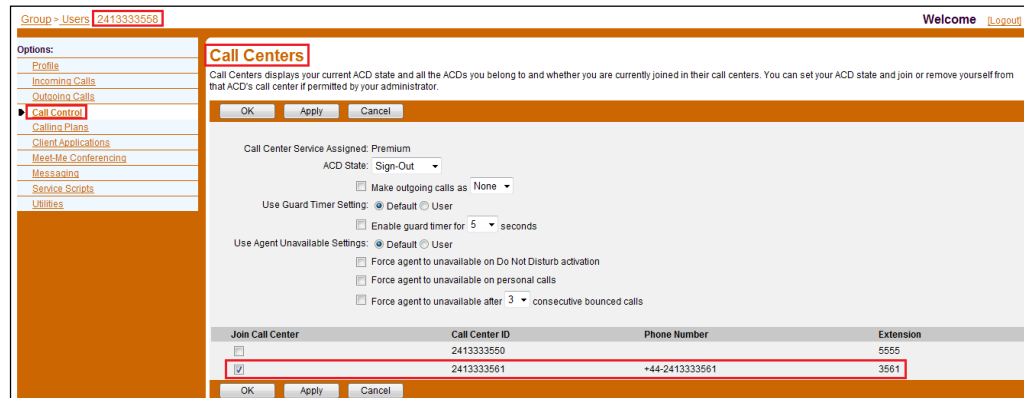 Group > Users 2413333558
Welcome [Logout]
Options:
Profile
Incoming Calls
Outgoing Calls
Call Control
Calling Plans
Client Applications
Meet-Me Conferencing
Messaging
Service Scripts
Utilities
Call Centers
Call Centers displays your current ACD state and all the ACDs you belong to and whether you are currently joined in their call centers. You can set your ACD state and join or remove yourself from
that ACD's call center if permitted by your administrator.
OK Apply Cancel
Call Center Service Assigned: Premium
ACD State: Sign-Out
Make outgoing calls as None
Use Guard Timer Setting: Default User
Enable guard timer for 5 seconds
Use Agent Unavailable Settings: Default User
Force agent to unavailable on Do Not Disturb activation
Force agent to unavailable on personal calls
Force agent to unavailable after 3 consecutive bounced calls
Join Call Center Call Center ID Phone Number Extension
2413333550 5555
2413333561 +44-2413333561 3561
OK Apply Cancel